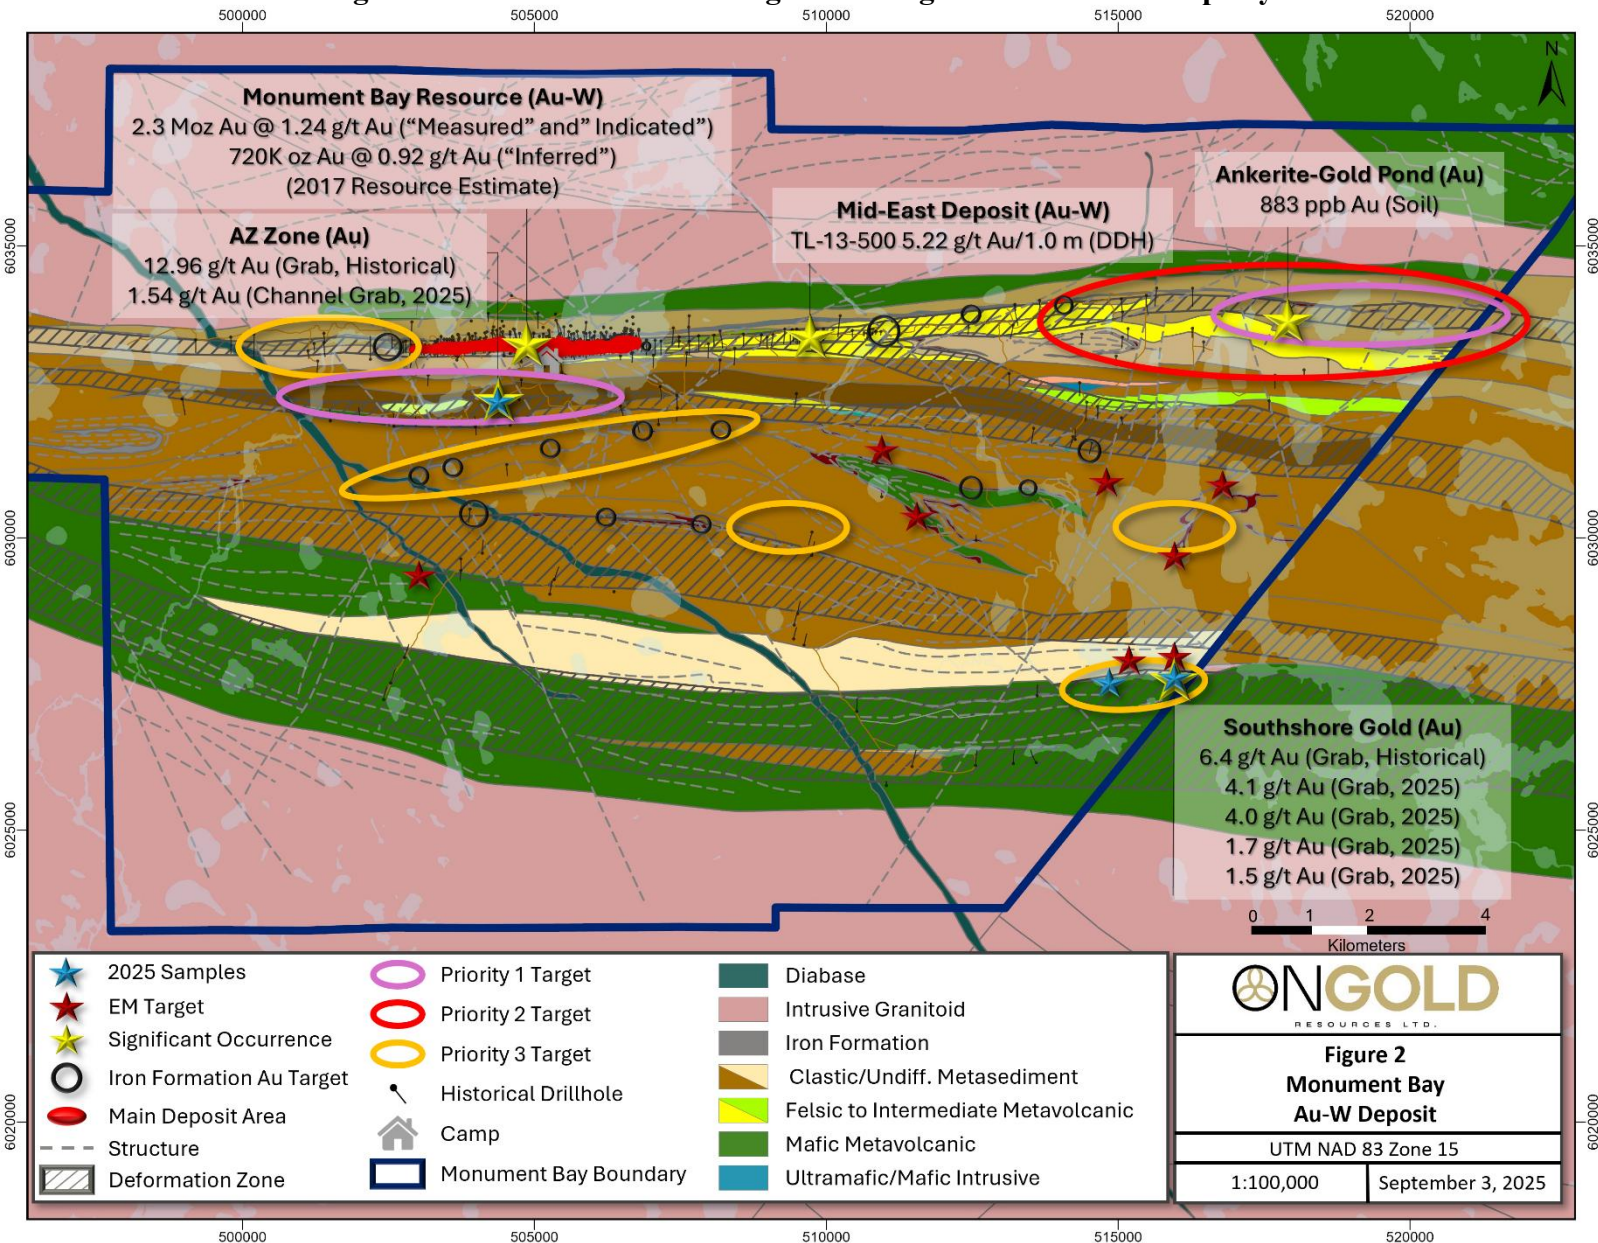 500000 505000 510000 515000 520000
N
Monument Bay Resource (Au-W)
2.3 Moz Au @ 1.24 g/t Au (“Measured” and” Indicated”)
720K oz Au @ 0.92 g/t Au (“Inferred”)
(2017 Resource Estimate)
Ankerite-Gold Pond (Au)
883 ppb Au (Soil)
Mid-East Deposit (Au-W)
TL-13-500 5.22 g/t Au/1.0 m (DDH)
AZ Zone (Au)
12.96 g/t Au (Grab, Historical)
1.54 g/t Au (Channel Grab, 2025)
6035000 6035000
6030000 6030000
6025000 6025000
6020000 6020000
Southshore Gold (Au)
6.4 g/t Au (Grab, Historical)
4.1 g/t Au (Grab, 2025)
4.0 g/t Au (Grab, 2025)
1.7 g/t Au (Grab, 2025)
1.5 g/t Au (Grab, 2025)
0 1 2 4
Kilometers
2025 Samples
EM Target
Significant Occurrence
Iron Formation Au Target
Main Deposit Area
Structure
Deformation Zone
Priority 1 Target
Priority 2 Target
Priority 3 Target
Historical Drillhole
Camp
Monument Bay Boundary
Diabase
Intrusive Granitoid
Iron Formation
Clastic/Undiff. Metasediment
Felsic to Intermediate Metavolcanic
Mafic Metavolcanic
Ultramafic/Mafic Intrusive
ONGOLD
RESOURCES LTD.
Figure 2
Monument Bay
Au-W Deposit
UTM NAD 83 Zone 15
1:100,000 September 3, 2025
500000 505000 510000 515000 520000